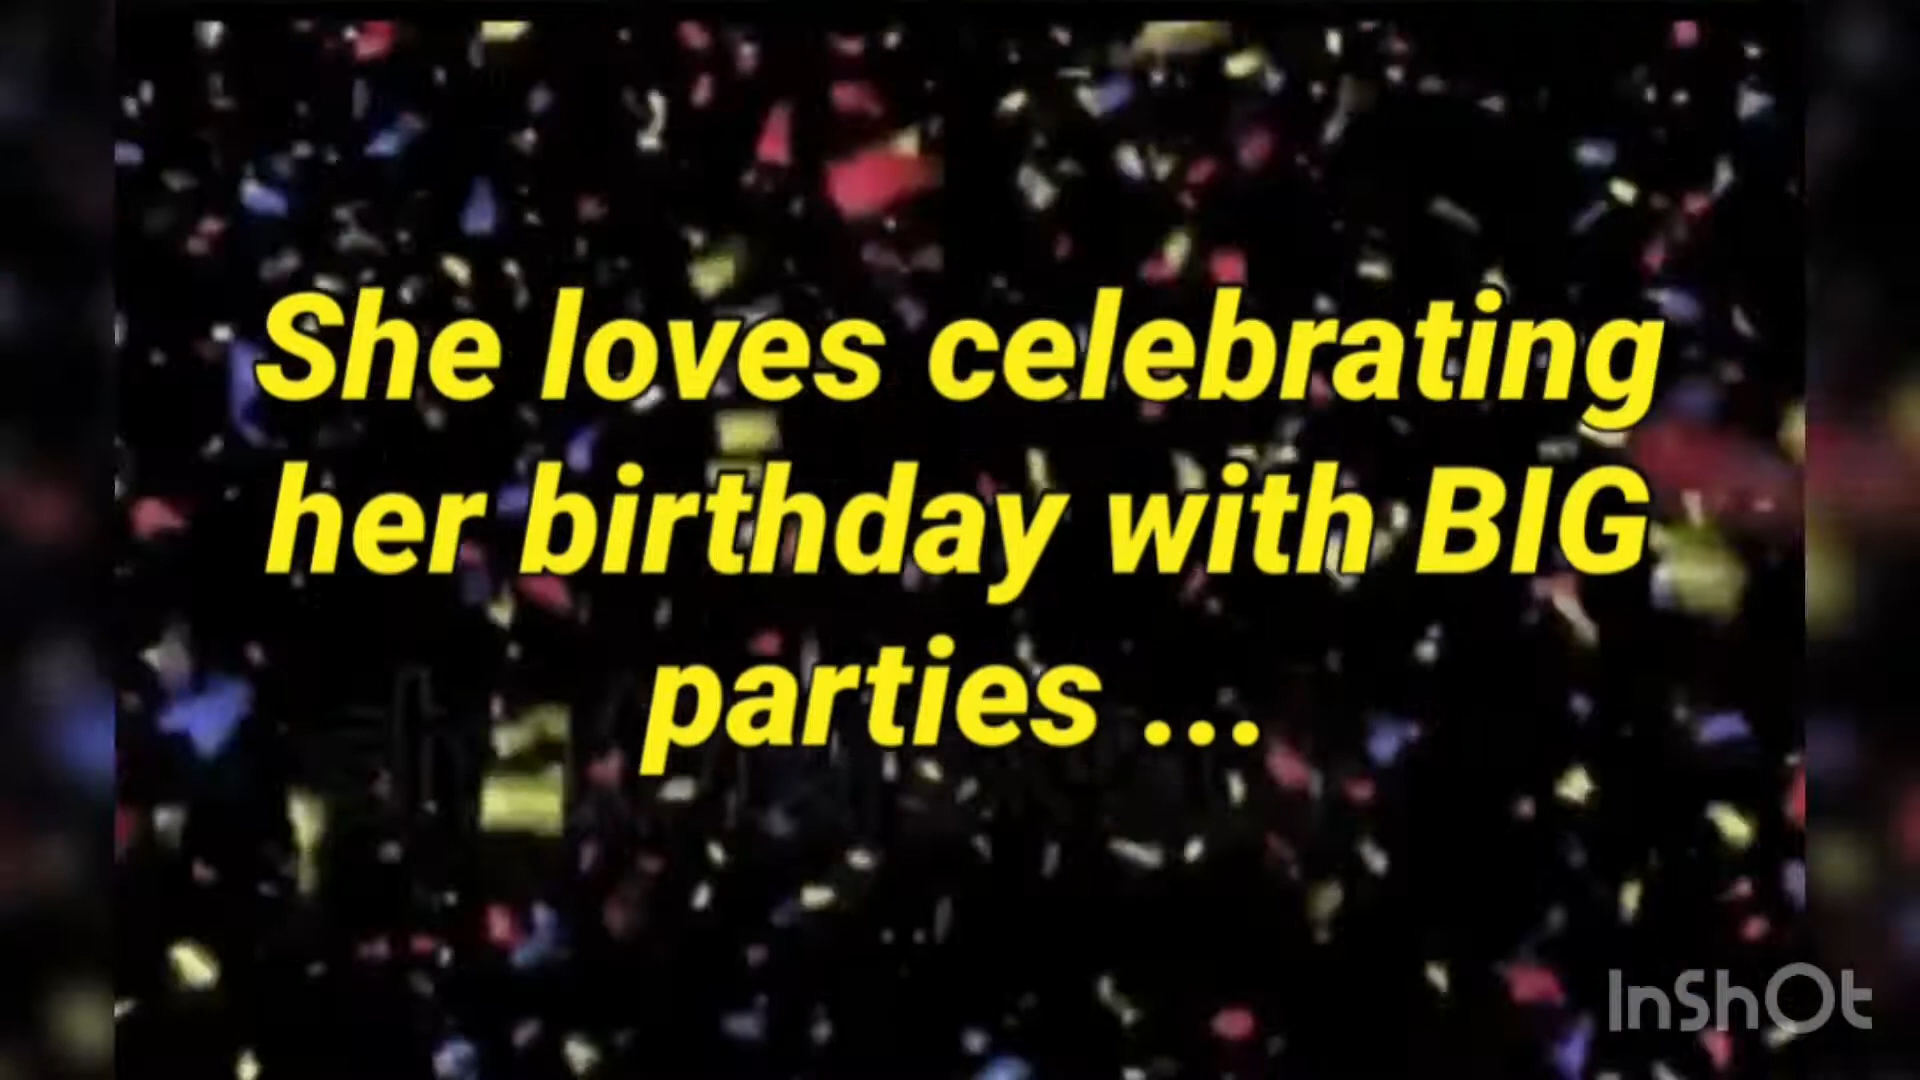 She loves celebrating
her birthday with BIG
parties ...
InShOt